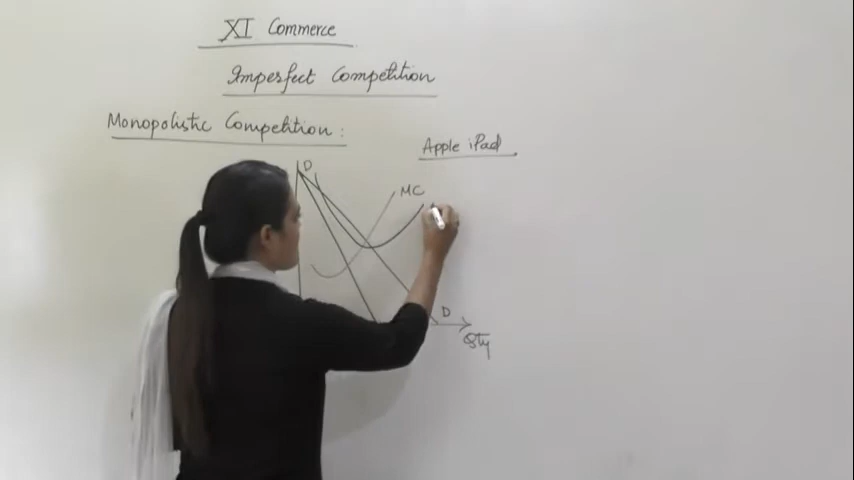 XI Commerce
Imperfect Competition
Monopolistic Competition :
Apple iPad
D
MC
D
Qty